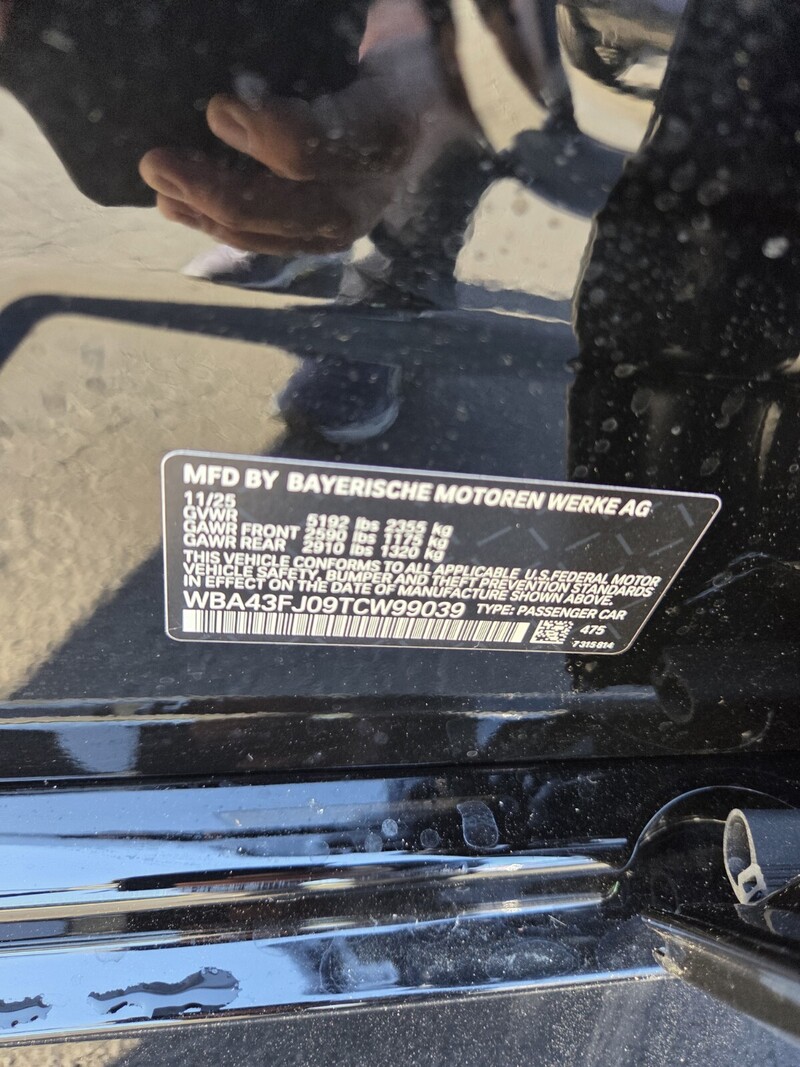 MFD BY BAYERISCHE MOTOREN WERKE AG
11/25
GVWR 5192 lbs 2355 kg
GAWR FRONT 2590 lbs 1175 kg
GAWR REAR 2910 lbs 1320 kg
THIS VEHICLE CONFORMS TO ALL APPLICABLE U.S.FEDERAL MOTOR
VEHICLE SAFETY, BUMPER AND THEFT PREVENTION STANDARDS
IN EFFECT ON THE DATE OF MANUFACTURE SHOWN ABOVE.
WBA43FJ09TCW99039 TYPE: PASSENGER CAR
475
7315814